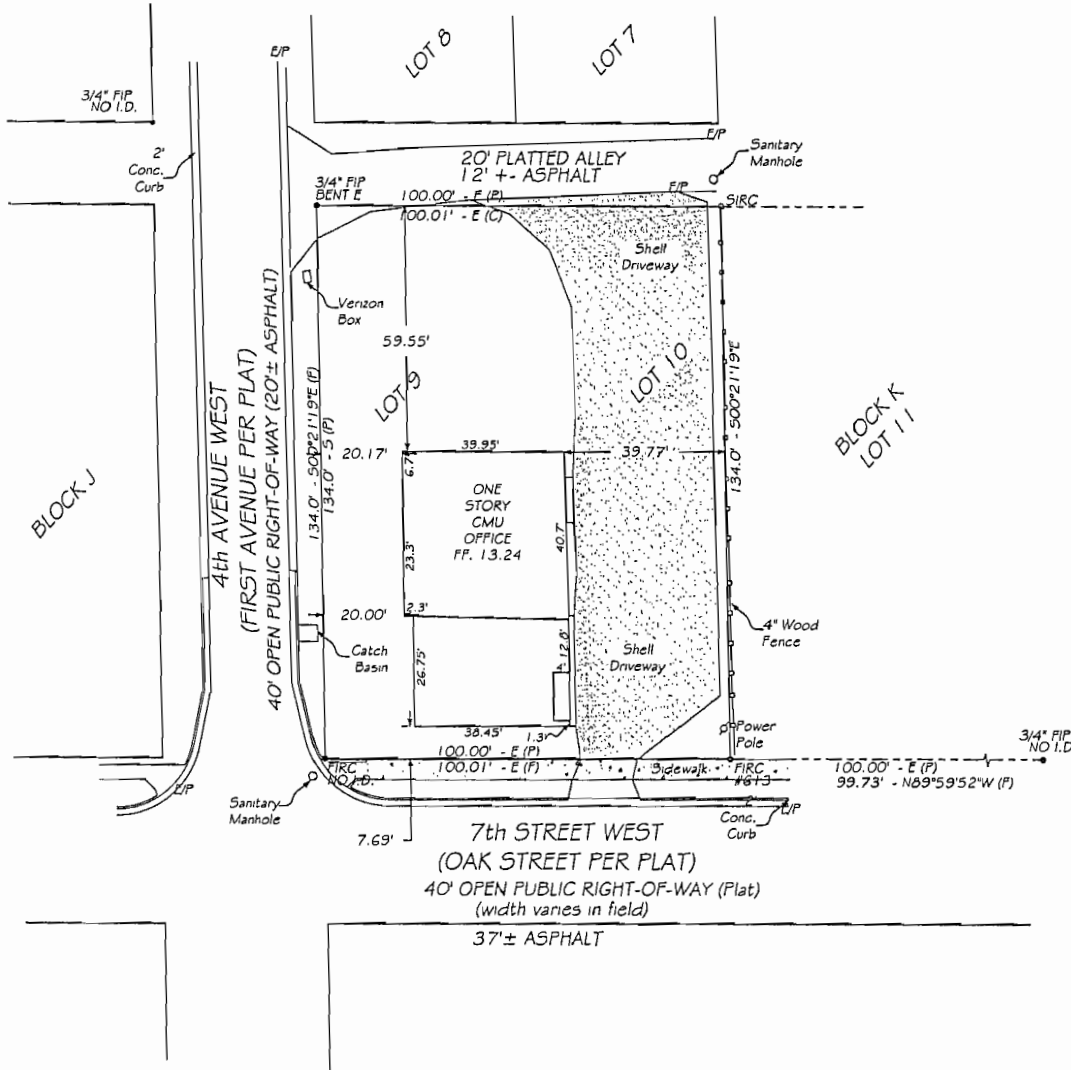 E/P
LOT 8
LOT 7
3/4" FIP
NO I.D.
2'
Conc.
Curb
E/P
20' PLATTED ALLEY
12' +- ASPHALT
Sanitary
Manhole
3/4" FIP
BENT E
100.00' - E (P)
100.01' - E (C)
E/P
SIRC
Shell
Driveway
Verizon
Box
59.55'
LOT 9
LOT 10
134.0' - S00°21'19"E (F)
134.0' - S (P)
4th AVENUE WEST
(FIRST AVENUE PER PLAT)
40' OPEN PUBLIC RIGHT-OF-WAY (20'± ASPHALT)
BLOCK J
134.0' - S00°21'19"E
BLOCK K
LOT 11
20.17'
39.95'
39.77'
6.7'
ONE
STORY
CMU
OFFICE
FF. 13.24
23.3'
40.7'
2.3'
20.00'
Catch
Basin
26.75'
12.8'
4'
Shell
Driveway
4" Wood
Fence
38.45'
1.3'
Power
Pole
3/4" FIP
NO I.D.
100.00' - E (P)
100.01' - E (F)
FIRC
NO I.D.
Sidewalk
FIRC
#613
100.00' - E (P)
99.73' - N89°59'52"W (F)
E/P
Sanitary
Manhole
7.69'
2'
Conc.
Curb
E/P
7th STREET WEST
(OAK STREET PER PLAT)
40' OPEN PUBLIC RIGHT-OF-WAY (Plat)
(width varies in field)
37'± ASPHALT